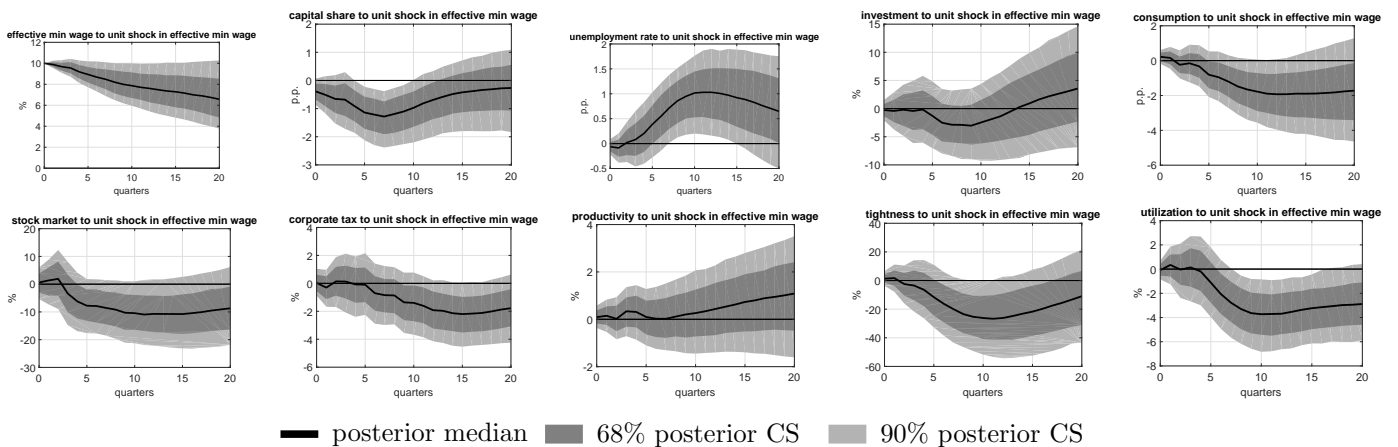 effective min wage to unit shock in effective min wage
12
10
8
6
4
2
0
%
0 5 10 15 20
quarters
capital share to unit shock in effective min wage
2
1
0
-1
-2
-3
p.p.
0 5 10 15 20
quarters
unemployment rate to unit shock in effective min wage
2
1.5
1
0.5
0
-0.5
p.p.
0 5 10 15 20
quarters
investment to unit shock in effective min wage
15
10
5
0
-5
-10
%
0 5 10 15 20
quarters
consumption to unit shock in effective min wage
2
0
-2
-4
-6
p.p.
0 5 10 15 20
quarters
stock market to unit shock in effective min wage
20
10
0
-10
-20
-30
%
0 5 10 15 20
quarters
corporate tax to unit shock in effective min wage
4
2
0
-2
-4
-6
%
0 5 10 15 20
quarters
productivity to unit shock in effective min wage
4
2
0
-2
%
0 5 10 15 20
quarters
tightness to unit shock in effective min wage
40
20
0
-20
-40
-60
%
0 5 10 15 20
quarters
utilization to unit shock in effective min wage
4
2
0
-2
-4
-6
-8
%
0 5 10 15 20
quarters
posterior median 68% posterior CS 90% posterior CS